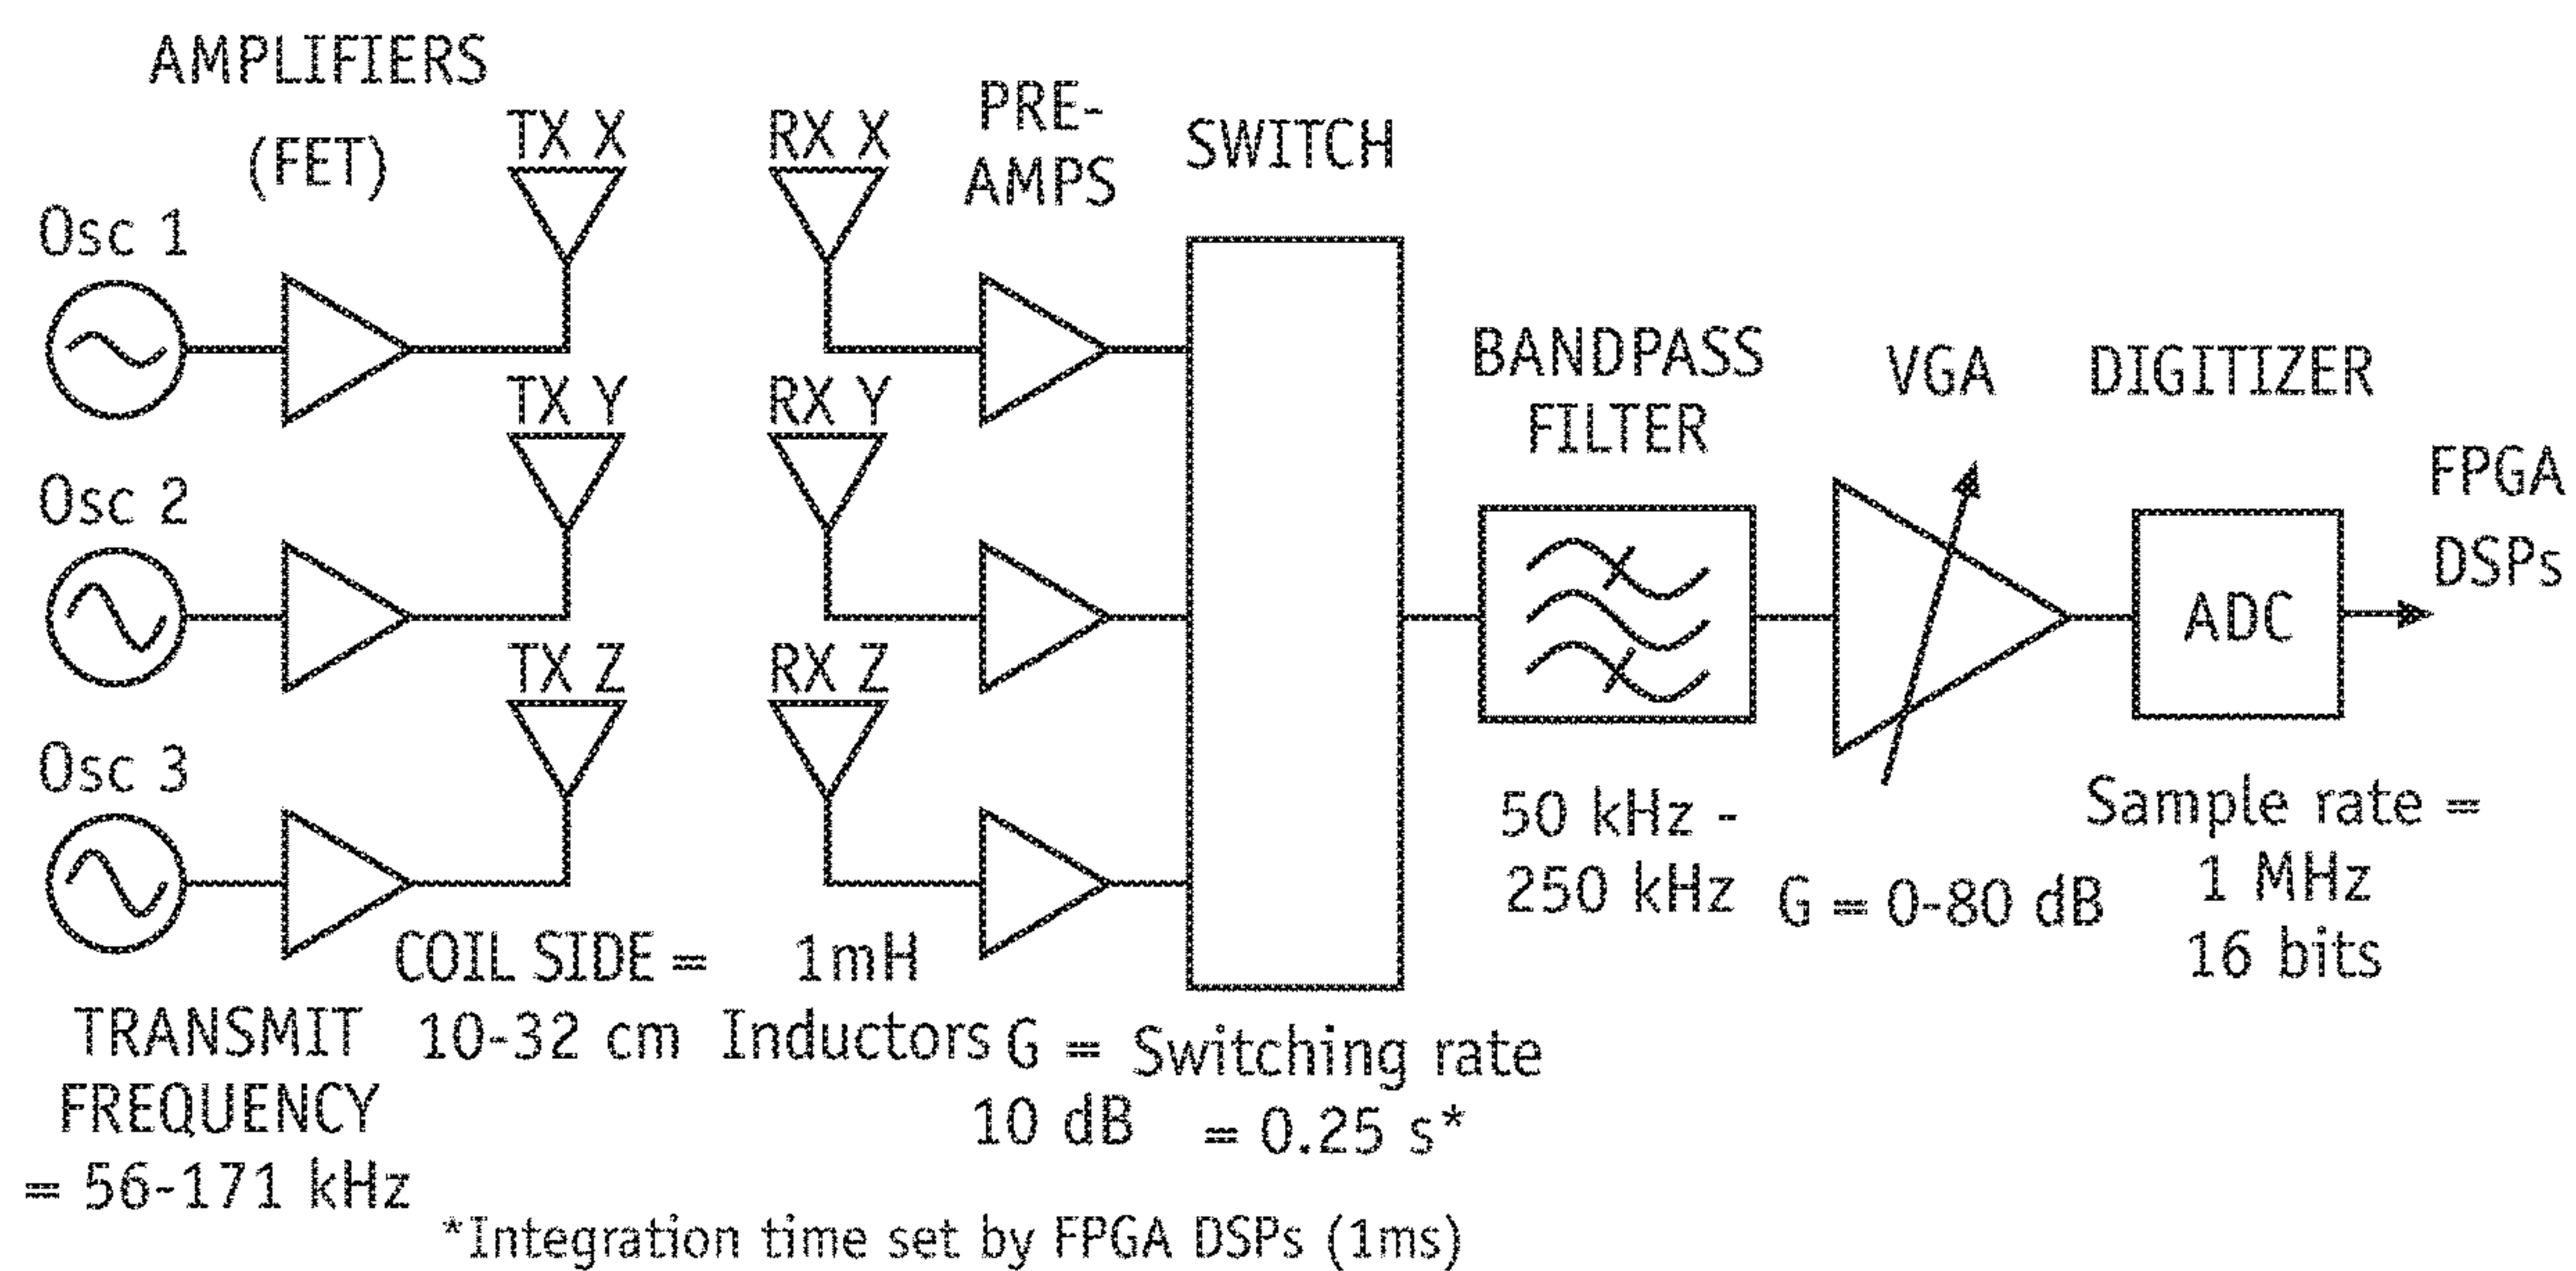 AMPLIFIERS
(FET)
TX X
RX X
PRE-
AMPS
SWITCH
Osc 1
TX Y
RX Y
BANDPASS
FILTER
VGA
DIGITIZER
FPGA
DSPs
Osc 2
ADC
TX Z
RX Z
Osc 3
50 kHz -
250 kHz
G = 0-80 dB
Sample rate =
1 MHz
16 bits
COIL SIDE =
10-32 cm
1mH
Inductors
G =
10 dB
Switching rate
= 0.25 s*
TRANSMIT
FREQUENCY
= 56-171 kHz
*Integration time set by FPGA DSPs (1ms)